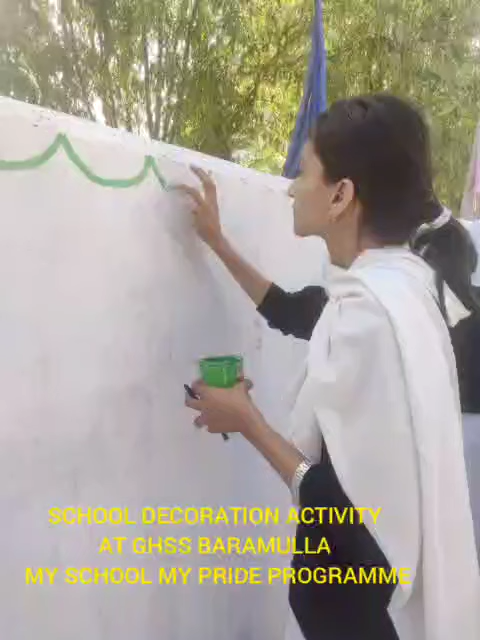 SCHOOL DECORATION ACTIVITY
AT GHSS BARAMULLA
MY SCHOOL MY PRIDE PROGRAMME